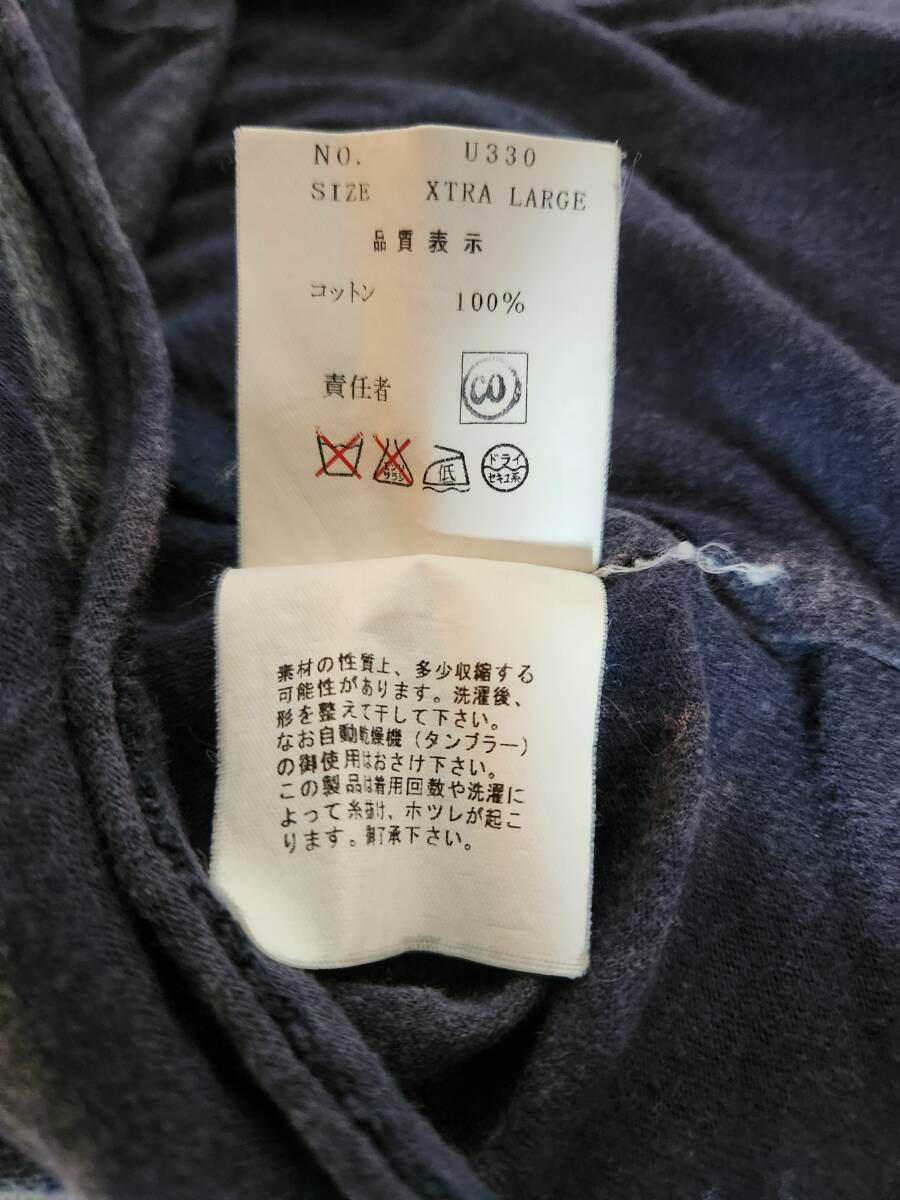 NO. U330
SIZE XTRA LARGE
品質表示
コットン 100%
責任者 CO
エンソ サラシ 低 ドライ セキユ系
素材の性質上、多少収縮する
可能性があります。洗濯後、
形を整えて干して下さい。
なお自動乾燥機(タンブラー)
の御使用はおさけ下さい。
この製品は着用回数や洗濯に
よって糸抜け、ホツレが起こ
ります。御了承下さい。